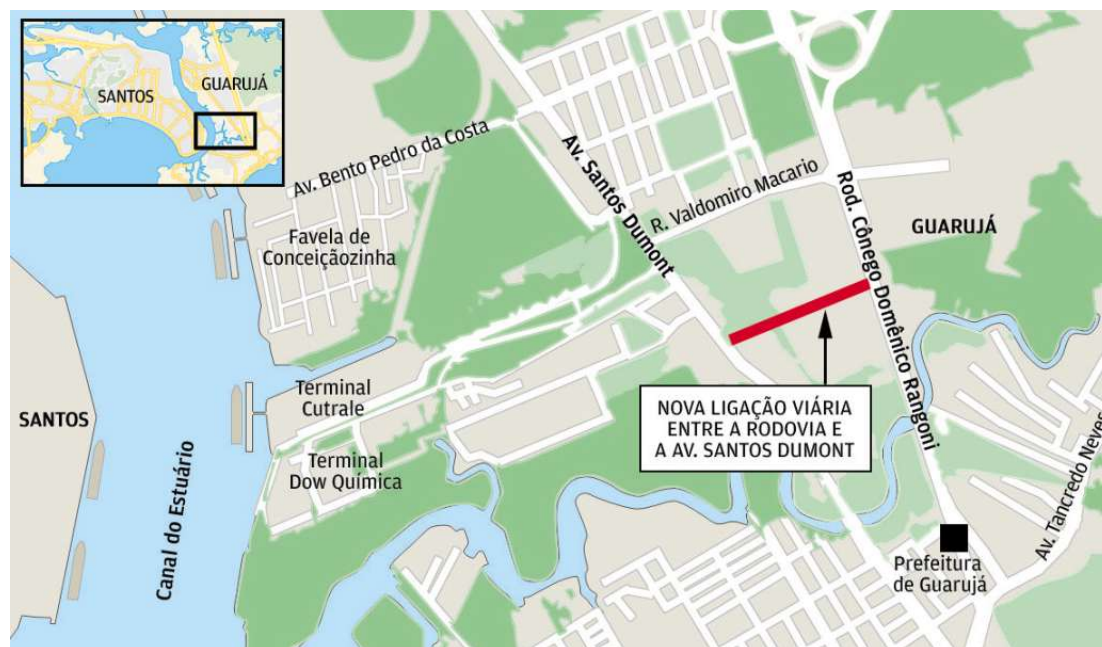 SANTOS
GUARUJÁ
Av. Bento Pedro da Costa
Av. Santos Dumont
R. Valdomiro Macario
Rod. Cônego Domênico Rangoni
GUARUJÁ
Favela de
Conceiçãozinha
Terminal
Cutrale
SANTOS
NOVA LIGAÇÃO VIÁRIA
ENTRE A RODOVIA E
A AV. SANTOS DUMONT
Terminal
Dow Química
Canal do Estuário
Av. Tancredo Neves
Prefeitura
de Guarujá